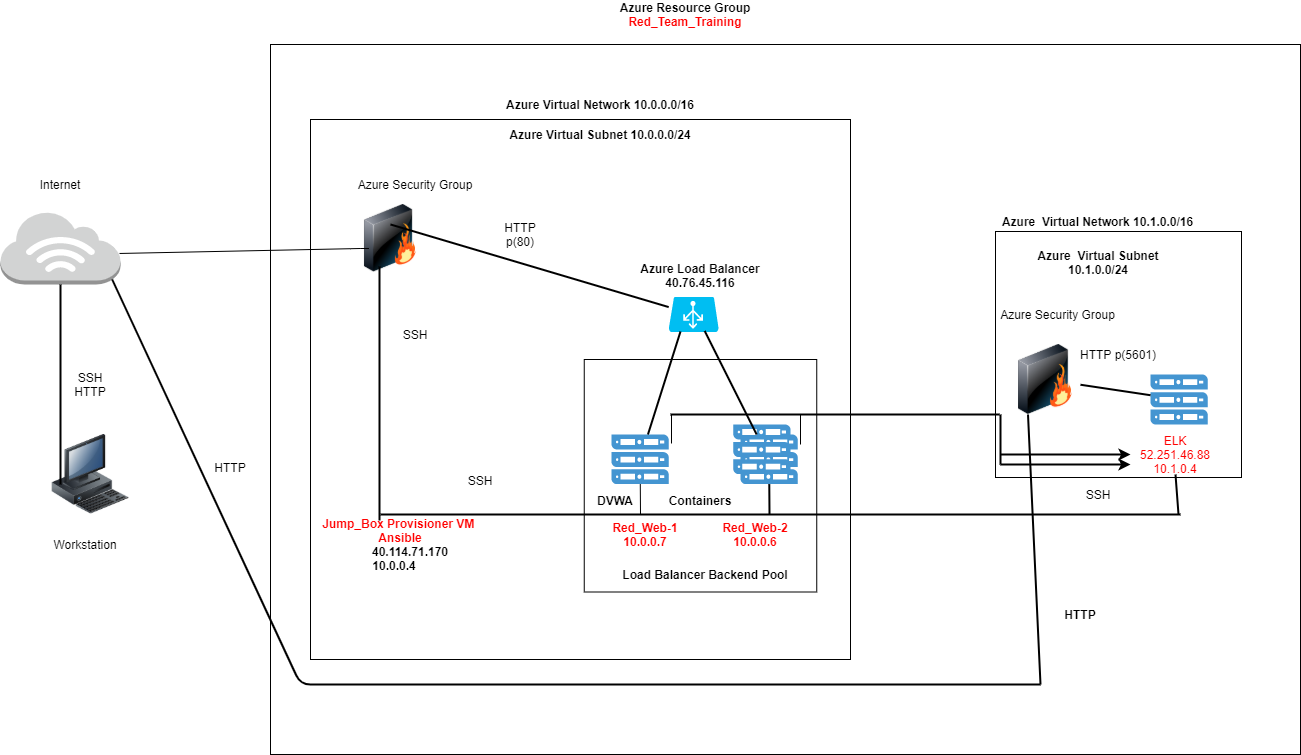 Azure Resource Group
Red_Team_Training
Azure Virtual Network 10.0.0.0/16
Azure Virtual Subnet 10.0.0.0/24
Internet
Azure Security Group
HTTP
p(80)
Azure Load Balancer
40.76.45.116
SSH
SSH
HTTP
Workstation
HTTP
SSH
DVWA
Containers
Jump_Box Provisioner VM
Ansible
40.114.71.170
10.0.0.4
Red_Web-1
10.0.0.7
Red_Web-2
10.0.0.6
Load Balancer Backend Pool
Azure Virtual Network 10.1.0.0/16
Azure Virtual Subnet
10.1.0.0/24
Azure Security Group
HTTP p(5601)
ELK
52.251.46.88
10.1.0.4
SSH
HTTP